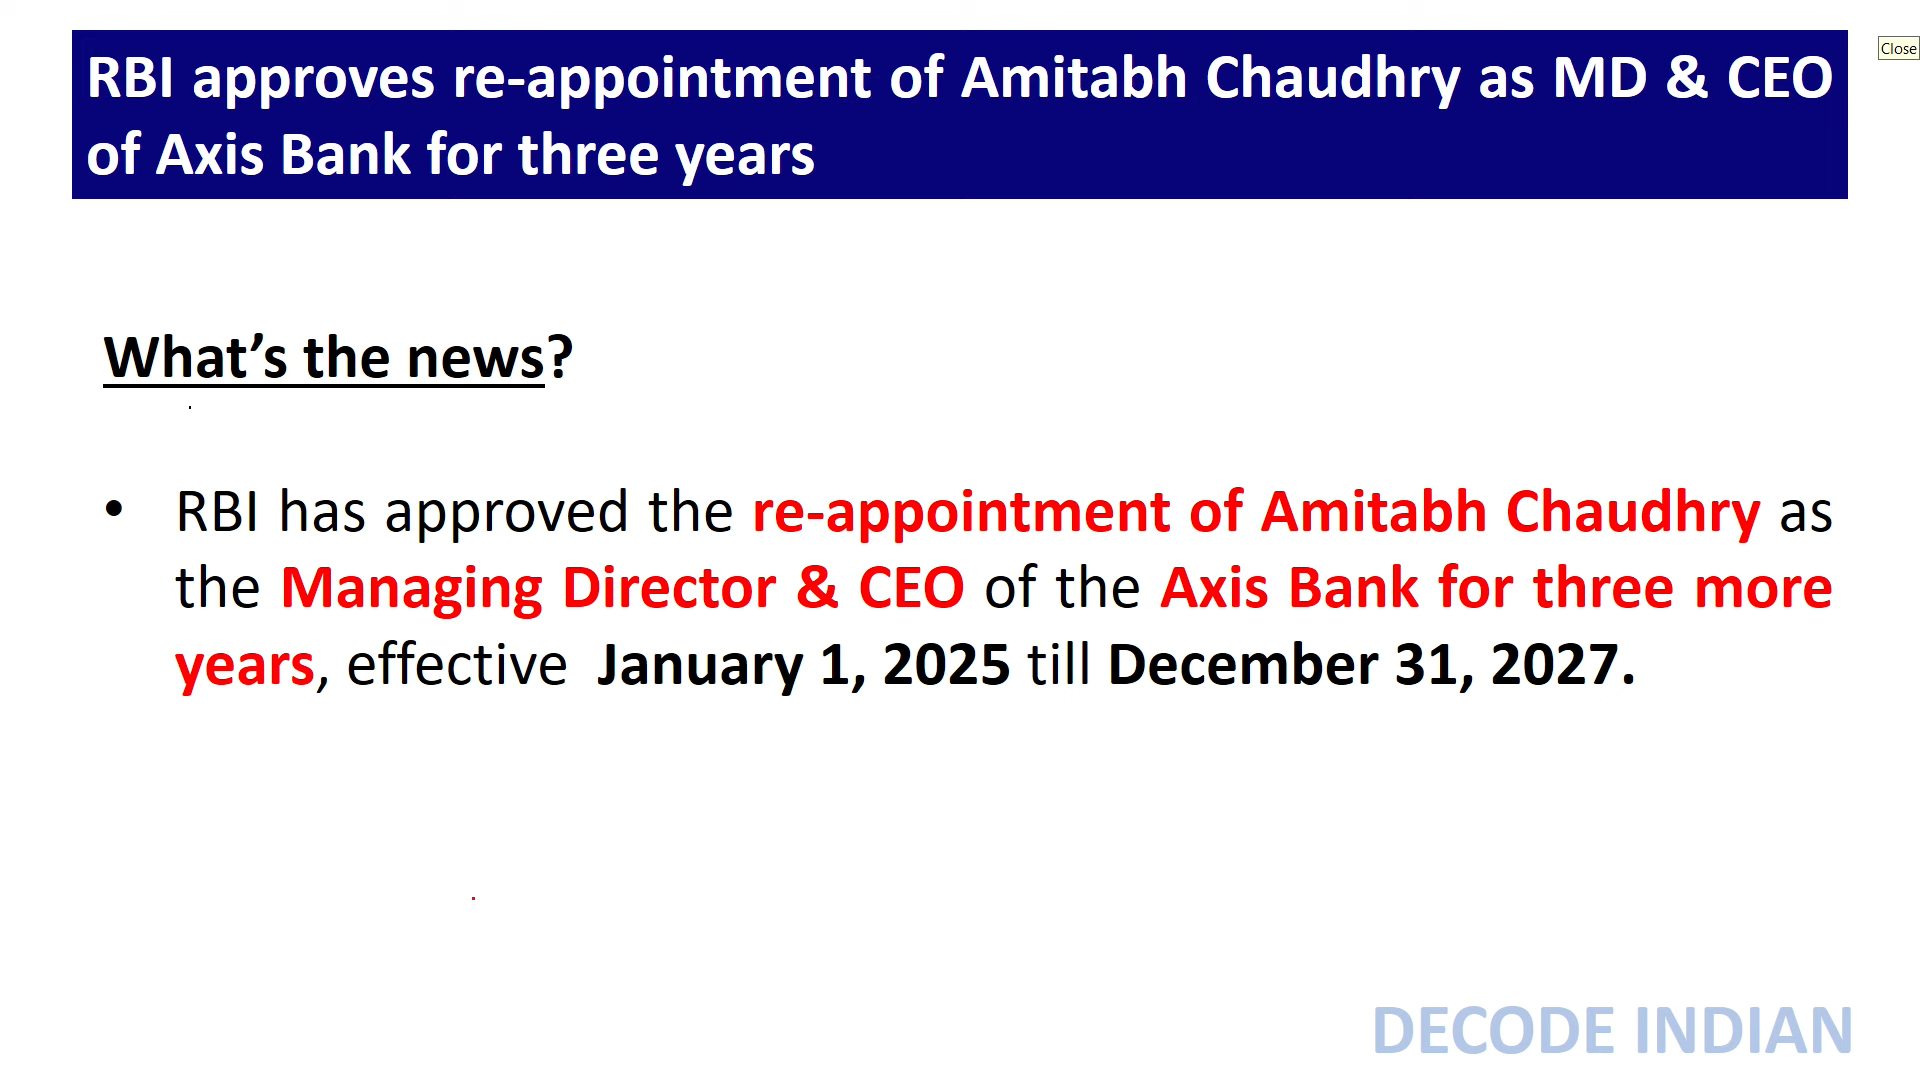 RBI approves re-appointment of Amitabh Chaudhry as MD & CEO
of Axis Bank for three years
Close
What’s the news?
• RBI has approved the re-appointment of Amitabh Chaudhry as
the Managing Director & CEO of the Axis Bank for three more
years, effective  January 1, 2025 till December 31, 2027.
DECODE INDIAN